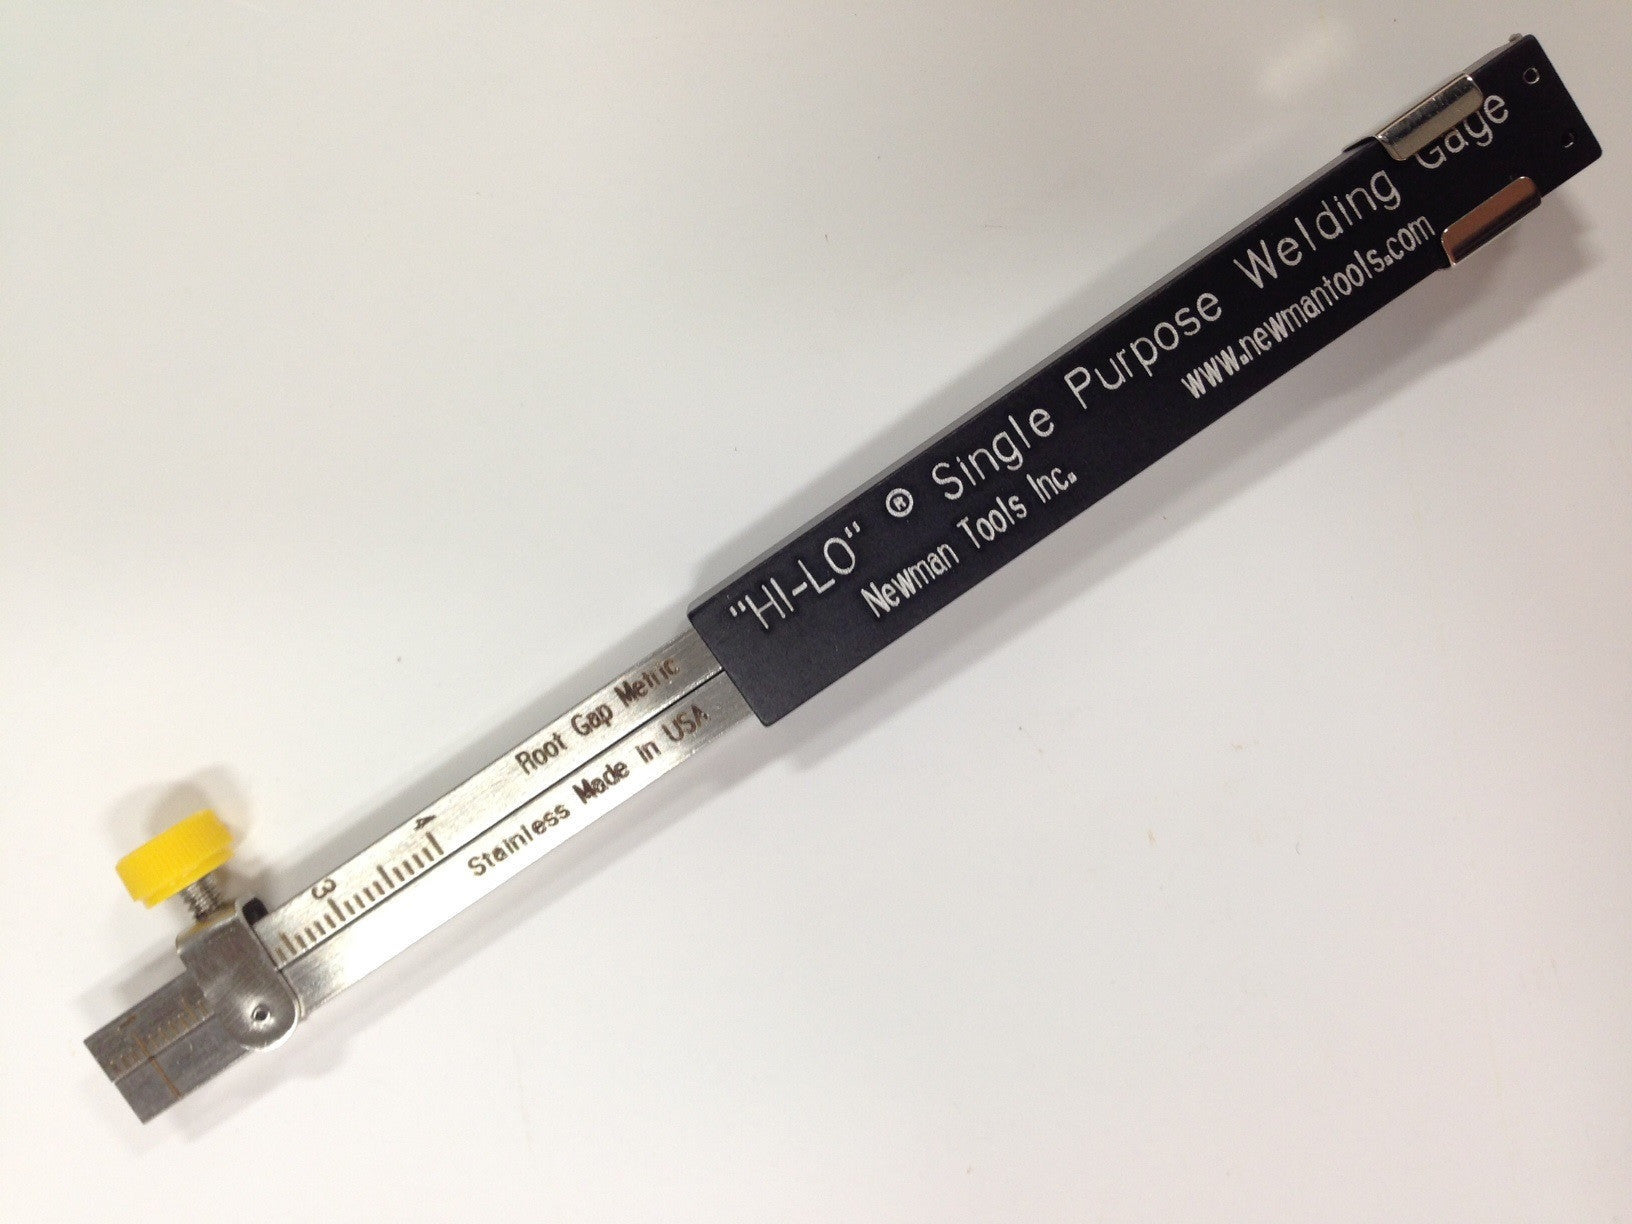 "HI-LO" ® Single Purpose Welding Gage
Newman Tools Inc. www.newmantools.com
Root Gap Metric
Stainless Made in USA
3 4
1